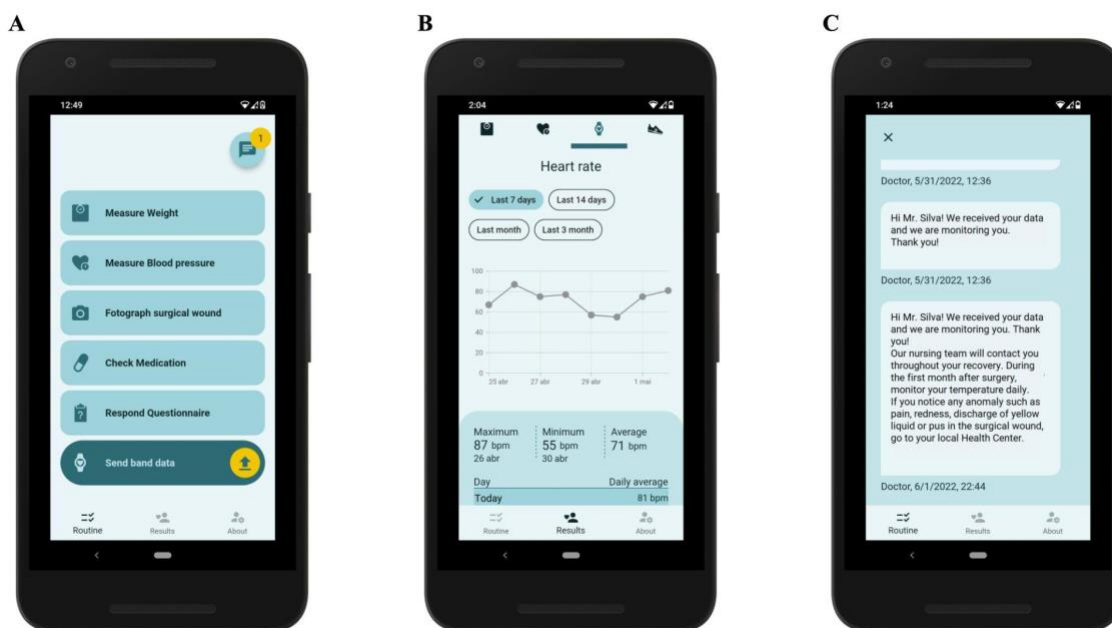 A
12:49
1
Measure Weight
Measure Blood pressure
Fotograph surgical wound
Check Medication
?
Respond Questionnaire
Send band data
Routine
Results
About
B
2:04
Heart rate
Last 7 days
Last 14 days
Last month
Last 3 month
100
80
60
40
20
0
25 abr
27 abr
29 abr
1 mai
Maximum
87 bpm
26 abr
Minimum
55 bpm
30 abr
Average
71 bpm
Day
Daily average
Today
81 bpm
Routine
Results
About
C
1:24
Doctor, 5/31/2022, 12:36
Hi Mr. Silva! We received your data
and we are monitoring you.
Thank you!
Doctor, 5/31/2022, 12:36
Hi Mr. Silva! We received your data
and we are monitoring you. Thank
you!
Our nursing team will contact you
throughout your recovery. During
the first month after surgery,
monitor your temperature daily.
If you notice any anomaly such as
pain, redness, discharge of yellow
liquid or pus in the surgical wound,
go to your local Health Center.
Doctor, 6/1/2022, 22:44
Routine
Results
About